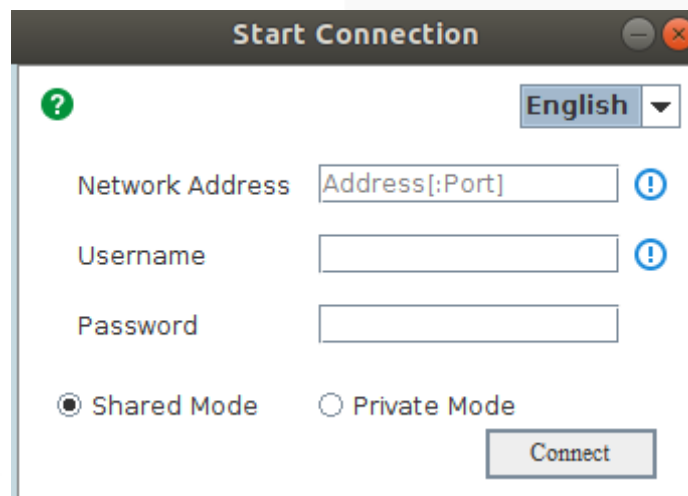 Start Connection
English
Network Address Address[:Port]
Username
Password
Shared Mode Private Mode
Connect